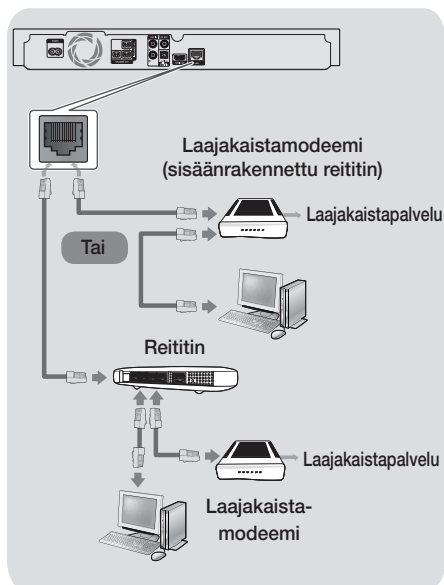 Laajakaistamodeemi
(sisäänrakennettu reititin)
Laajakaistapalvelu
Tai
Reititin
Laajakaistapalvelu
Laajakaista-
modeemi